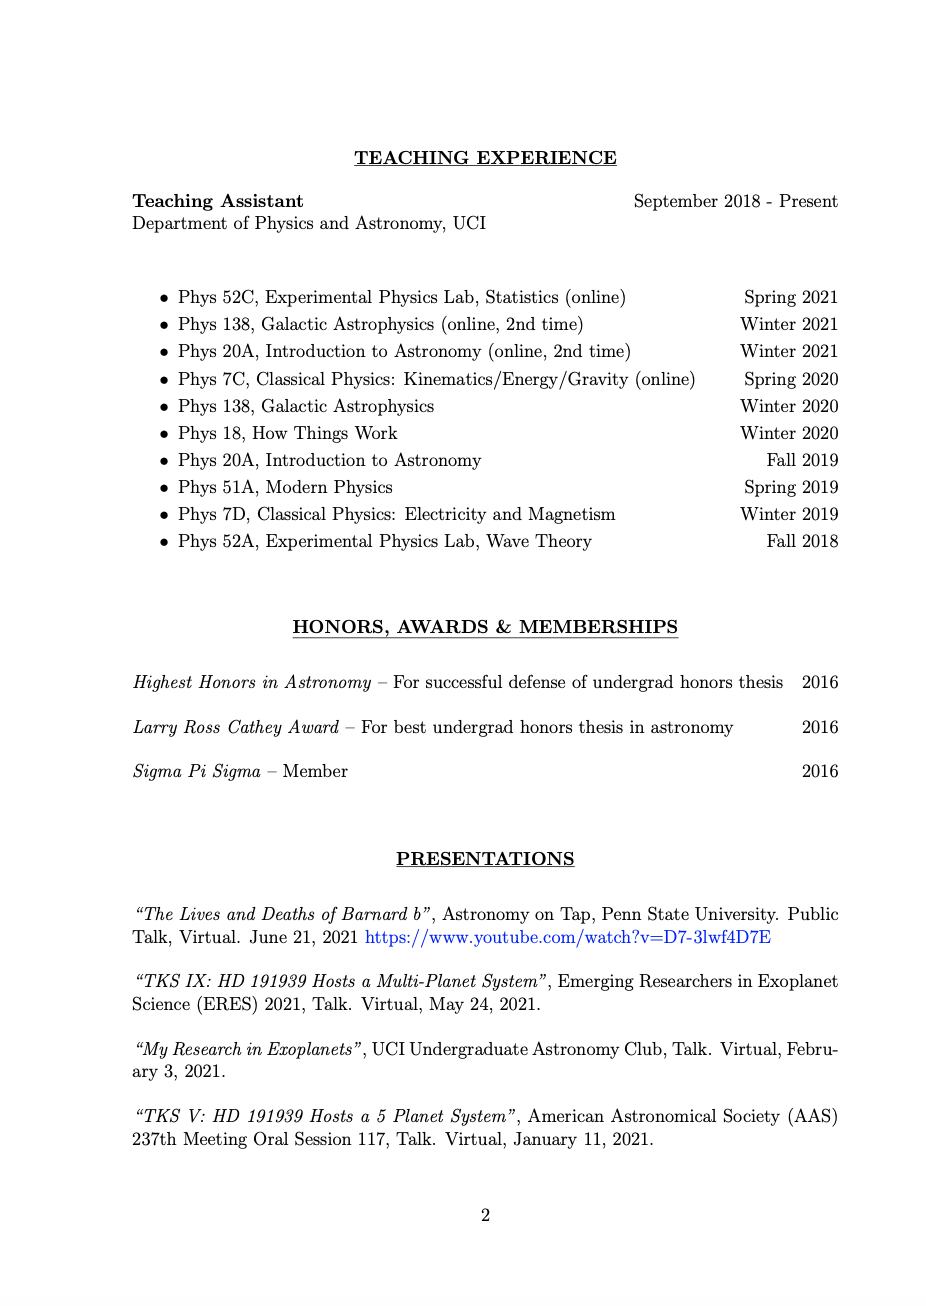 TEACHING EXPERIENCE
Teaching Assistant September 2018 - Present
Department of Physics and Astronomy, UCI
• Phys 52C, Experimental Physics Lab, Statistics (online) Spring 2021
• Phys 138, Galactic Astrophysics (online, 2nd time) Winter 2021
• Phys 20A, Introduction to Astronomy (online, 2nd time) Winter 2021
• Phys 7C, Classical Physics: Kinematics/Energy/Gravity (online) Spring 2020
• Phys 138, Galactic Astrophysics Winter 2020
• Phys 18, How Things Work Winter 2020
• Phys 20A, Introduction to Astronomy Fall 2019
• Phys 51A, Modern Physics Spring 2019
• Phys 7D, Classical Physics: Electricity and Magnetism Winter 2019
• Phys 52A, Experimental Physics Lab, Wave Theory Fall 2018
HONORS, AWARDS & MEMBERSHIPS
Highest Honors in Astronomy – For successful defense of undergrad honors thesis 2016
Larry Ross Cathey Award – For best undergrad honors thesis in astronomy 2016
Sigma Pi Sigma – Member 2016
PRESENTATIONS
“The Lives and Deaths of Barnard b”, Astronomy on Tap, Penn State University. Public
Talk, Virtual. June 21, 2021 https://www.youtube.com/watch?v=D7-3lwf4D7E
“TKS IX: HD 191939 Hosts a Multi-Planet System”, Emerging Researchers in Exoplanet
Science (ERES) 2021, Talk. Virtual, May 24, 2021.
“My Research in Exoplanets”, UCI Undergraduate Astronomy Club, Talk. Virtual, Febru-
ary 3, 2021.
“TKS V: HD 191939 Hosts a 5 Planet System”, American Astronomical Society (AAS)
237th Meeting Oral Session 117, Talk. Virtual, January 11, 2021.
2